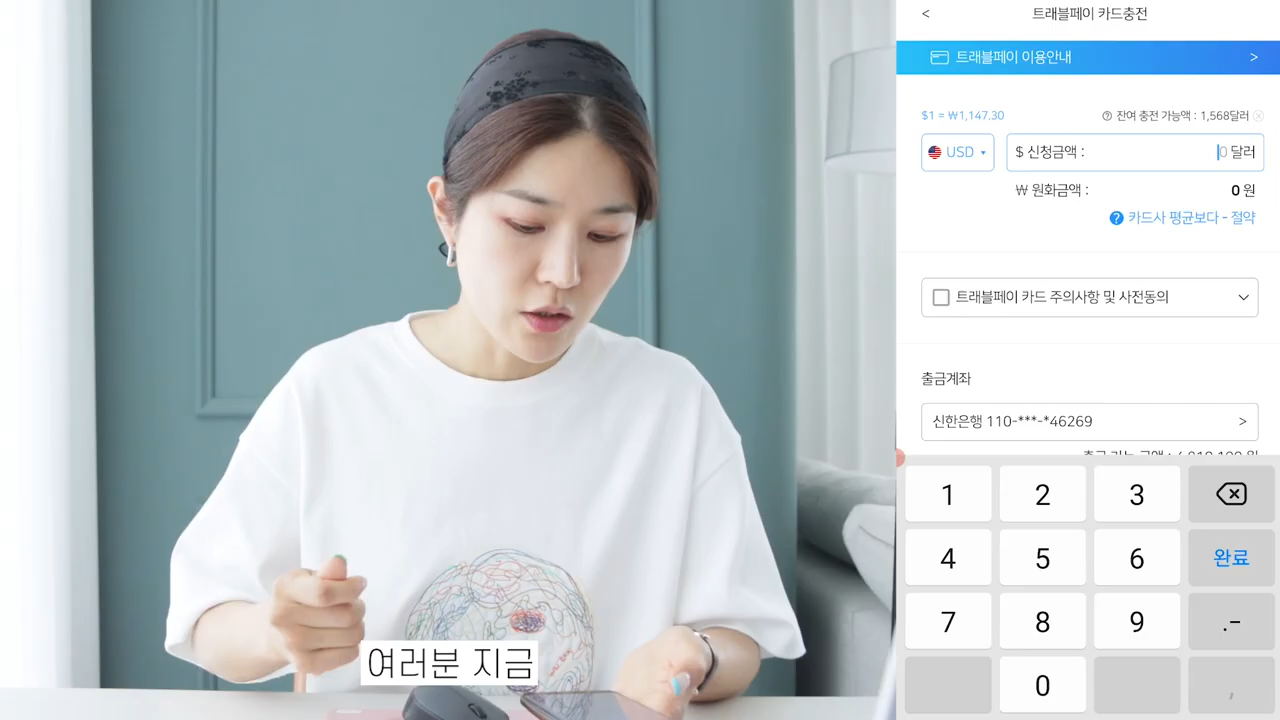 <
트래블페이 카드충전
트래블페이 이용안내
>
$1 = ₩1,147.30
잔여 충전 가능액 : 1,568달러
USD
$ 신청금액 :
0 달러
₩ 원화금액 :
0 원
? 카드사 평균보다 - 절약
트래블페이 카드 주의사항 및 사전동의
출금계좌
신한은행 110-***-*46269
>
1 2 3
4 5 6 완료
7 8 9 .-
0 ,
여러분 지금